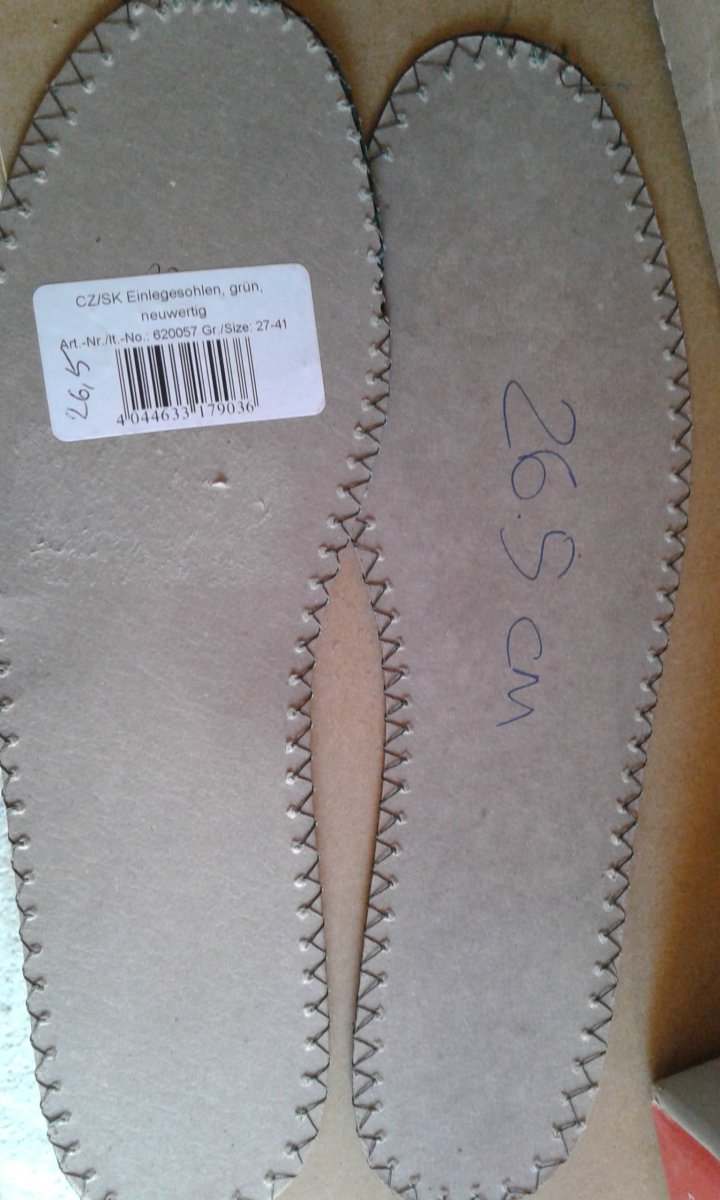 CZ/SK Einlegesohlen, grün,
neuwertig
Art.-Nr./It.-No.: 620057 Gr./Size: 27-41
26,5
4 044633 179036
26.5 cm